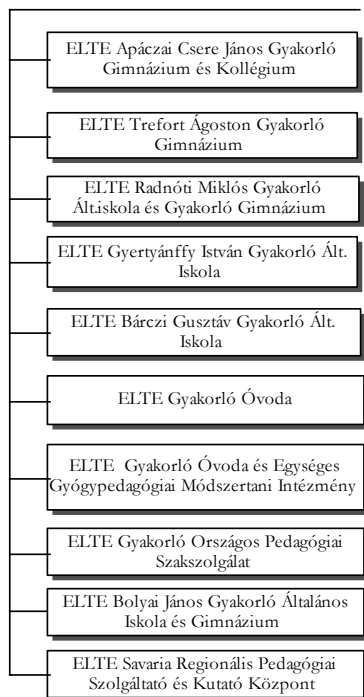 ELTE Apáczai Csere János Gyakorló
Gimnázium és Kollégium
ELTE Trefort Ágoston Gyakorló
Gimnázium
ELTE Radnóti Miklós Gyakorló
Ált.iskola és Gyakorló Gimnázium
ELTE Gyertyánffy István Gyakorló Ált.
Iskola
ELTE Bárczi Gusztáv Gyakorló Ált.
Iskola
ELTE Gyakorló Óvoda
ELTE Gyakorló Óvoda és Egységes
Gyógypedagógiai Módszertani Intézmény
ELTE Gyakorló Országos Pedagógiai
Szakszolgálat
ELTE Bolyai János Gyakorló Általános
Iskola és Gimnázium
ELTE Savaria Regionális Pedagógiai
Szolgáltató és Kutató Központ